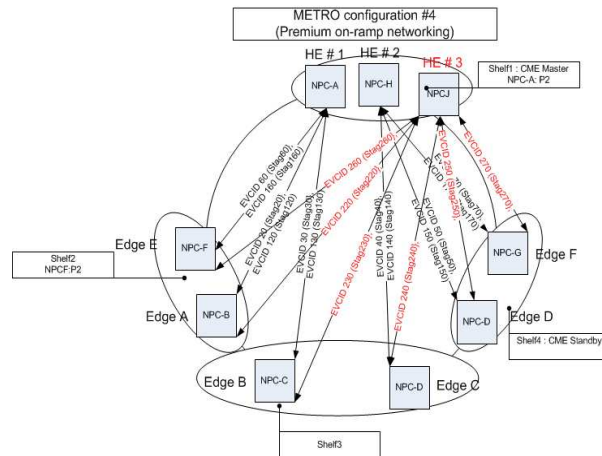 METRO configuration #4
(Premium on-ramp networking)
HE # 1
HE # 2
HE # 3
NPC-A
NPC-H
NPCJ
Shelf1 : CME Master
NPC-A: P2
EVCID 60 (Stag60),
EVCID 160 (Stag160)
EVCID 260 (Stag260),
EVCID 20 (Stag20),
EVCID 120 (Stag120)
EVCID 220 (Stag220),
EVCID 30 (Stag30),
EVCID 130 (Stag130)
EVCID 230 (Stag230),
EVCID 40 (Stag40),
EVCID 140 (Stag140)
EVCID 240 (Stag240),
EVCID 50 (Stag50),
EVCID 150 (Stag150)
EVCID 250 (Stag250),
70 (Stag70),
EVCID 270 (Stag270),
Edge E
NPC-F
Shelf2
NPCF:P2
Edge A
NPC-B
NPC-G
Edge F
NPC-D
Edge D
Shelf4 : CME Standby
Edge B
NPC-C
NPC-D
Edge C
Shelf3